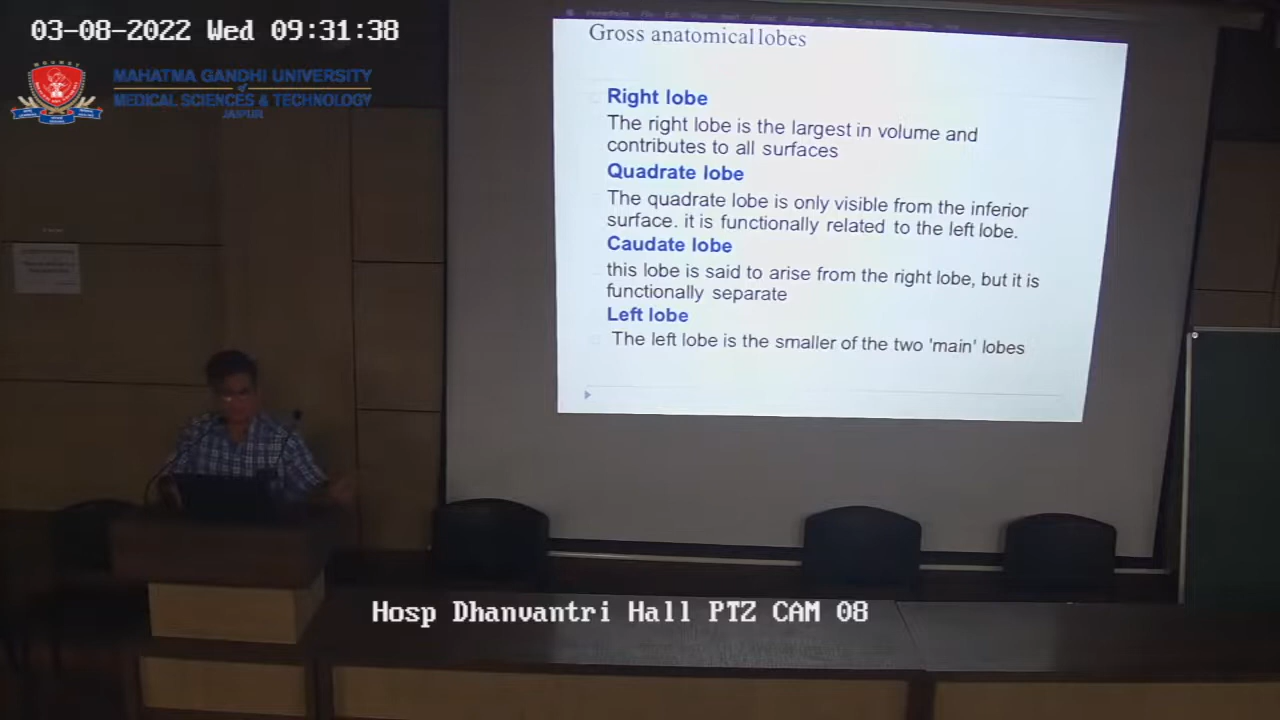 03-08-2022 Wed 09:31:38
MAHATMA GANDHI UNIVERSITY
of
MEDICAL SCIENCES & TECHNOLOGY
JAIPUR
Gross anatomical lobes
Right lobe
The right lobe is the largest in volume and
contributes to all surfaces
Quadrate lobe
The quadrate lobe is only visible from the inferior
surface. it is functionally related to the left lobe.
Caudate lobe
this lobe is said to arise from the right lobe, but it is
functionally separate
Left lobe
The left lobe is the smaller of the two 'main' lobes
Hosp Dhanvantri Hall PTZ CAM 08